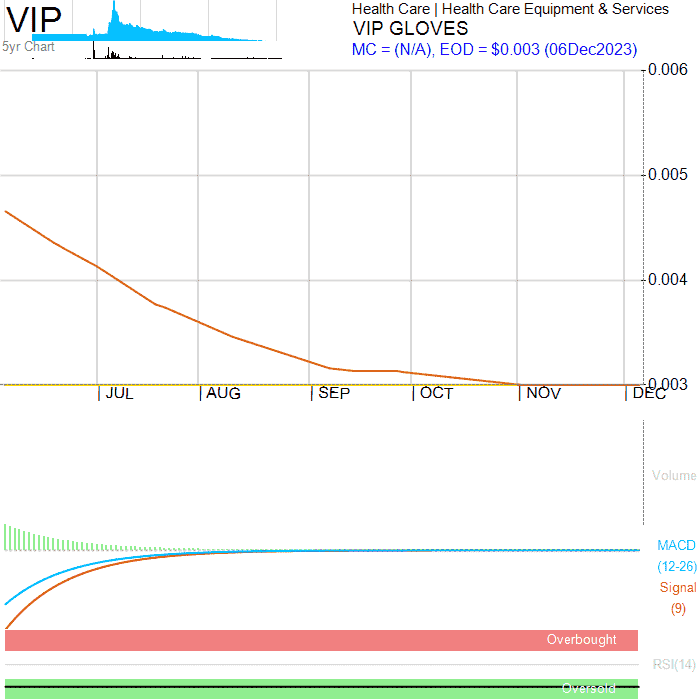 VIP
5yr Chart
Health Care | Health Care Equipment & Services
VIP GLOVES
MC = (N/A), EOD = $0.003 (06Dec2023)
0.006
0.005
0.004
0.003
JUL AUG SEP OCT NOV DEC
Volume
MACD
(12-26)
Signal
(9)
Overbought
RSI(14)
Oversold